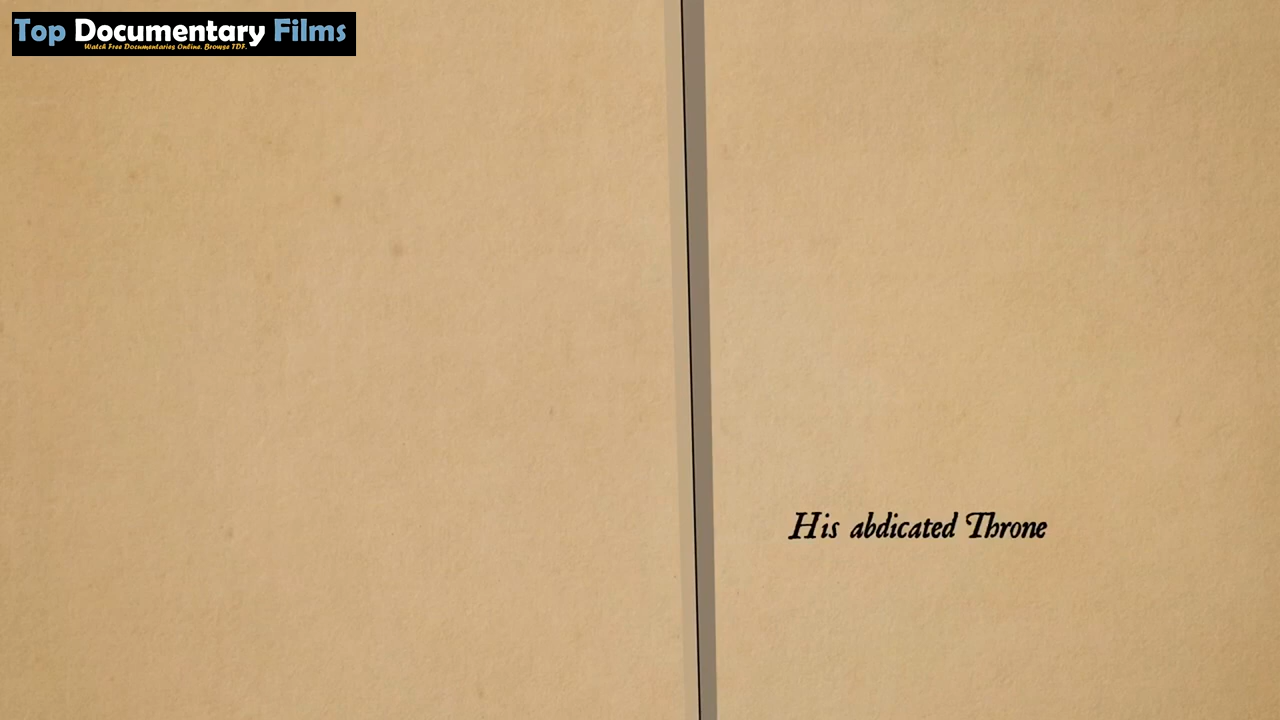 Top Documentary Films
Watch Free Documentaries Online. Browse TDF.
His abdicated Throne